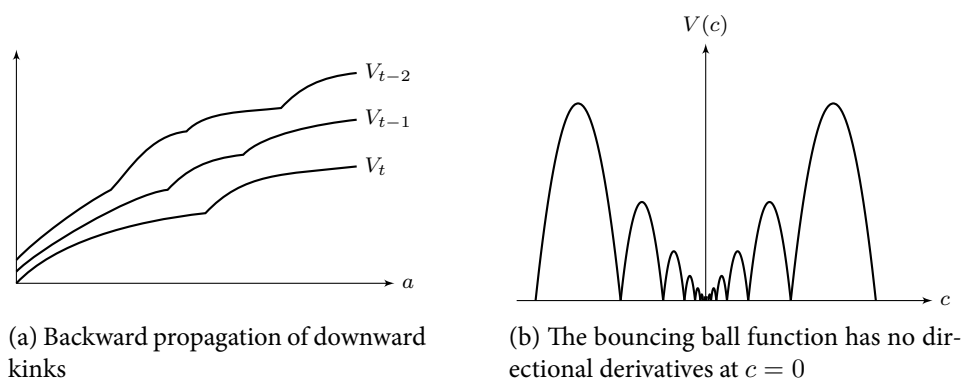 V(c)
V_{t−2}
V_{t−1}
V_t
a
c
(a) Backward propagation of downward
kinks
(b) The bouncing ball function has no dir-
ectional derivatives at c = 0